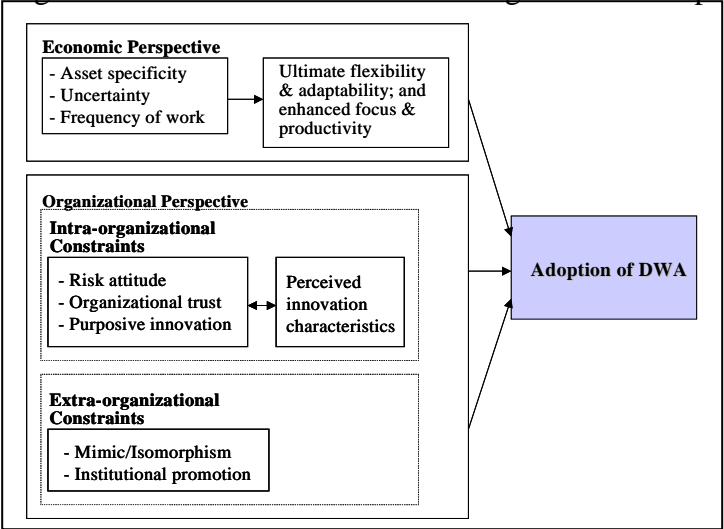 Economic Perspective
- Asset specificity
- Uncertainty
- Frequency of work
Ultimate flexibility
& adaptability; and
enhanced focus &
productivity
Organizational Perspective
Intra-organizational
Constraints
- Risk attitude
- Organizational trust
- Purposive innovation
Perceived
innovation
characteristics
Extra-organizational
Constraints
- Mimic/Isomorphism
- Institutional promotion
Adoption of DWA